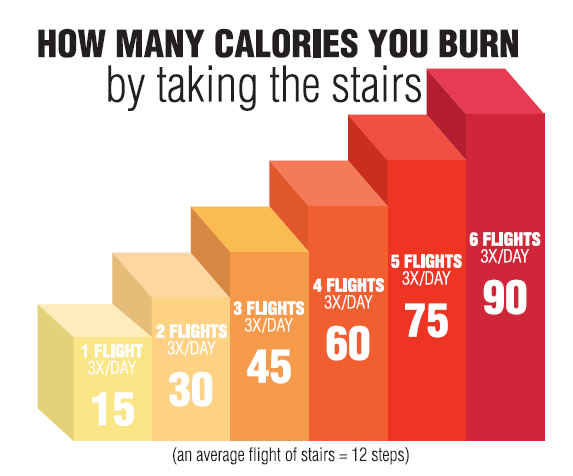 HOW MANY CALORIES YOU BURN
by taking the stairs
1 FLIGHT
3X/DAY
15
2 FLIGHTS
3X/DAY
30
3 FLIGHTS
3X/DAY
45
4 FLIGHTS
3X/DAY
60
5 FLIGHTS
3X/DAY
75
6 FLIGHTS
3X/DAY
90
(an average flight of stairs = 12 steps)